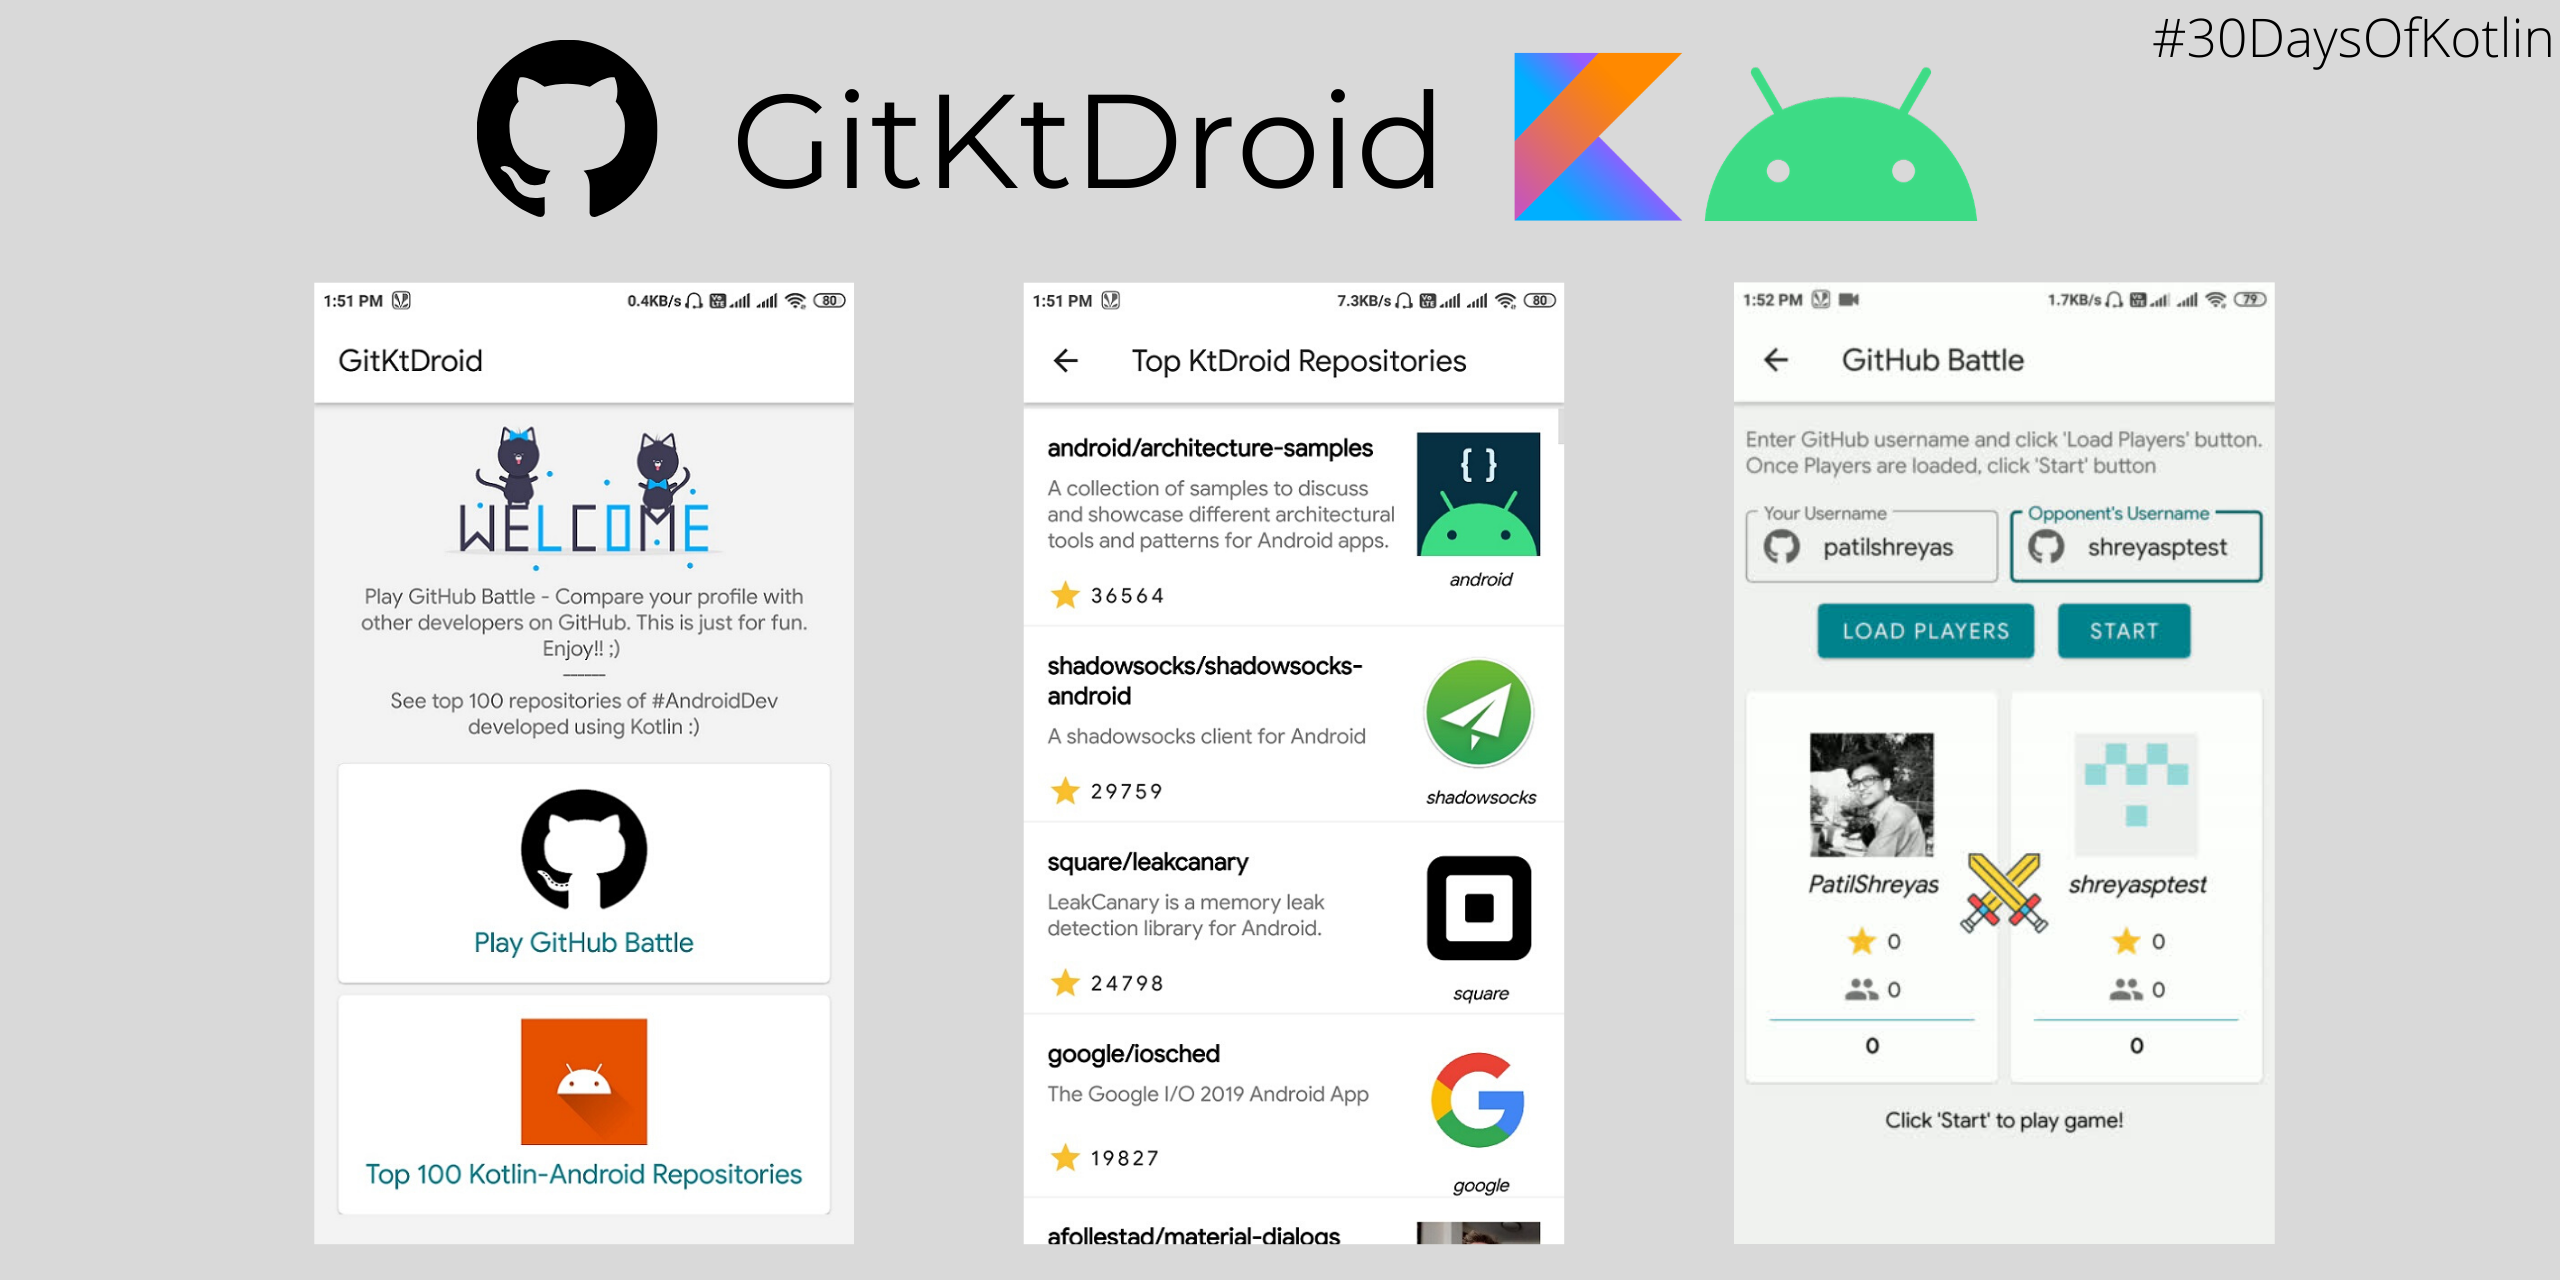 #30DaysOfKotlin
GitKtDroid
1:51 PM
0.4KB/s
80
GitKtDroid
WELCOME
Play GitHub Battle - Compare your profile with
other developers on GitHub. This is just for fun.
Enjoy!! ;)
------
See top 100 repositories of #AndroidDev
developed using Kotlin :)
Play GitHub Battle
Top 100 Kotlin-Android Repositories
1:51 PM
7.3KB/s
80
Top KtDroid Repositories
android/architecture-samples
A collection of samples to discuss
and showcase different architectural
tools and patterns for Android apps.
android
36564
shadowsocks/shadowsocks-
android
A shadowsocks client for Android
29759
shadowsocks
square/leakcanary
LeakCanary is a memory leak
detection library for Android.
24798
square
google/iosched
The Google I/O 2019 Android App
19827
google
afollestad/material-dialogs
1:52 PM
1.7KB/s
79
GitHub Battle
Enter GitHub username and click 'Load Players' button.
Once Players are loaded, click 'Start' button
Your Username
patilshreyas
Opponent's Username
shreyasptest
LOAD PLAYERS
START
PatilShreyas
0
0
0
shreyasptest
0
0
0
Click 'Start' to play game!